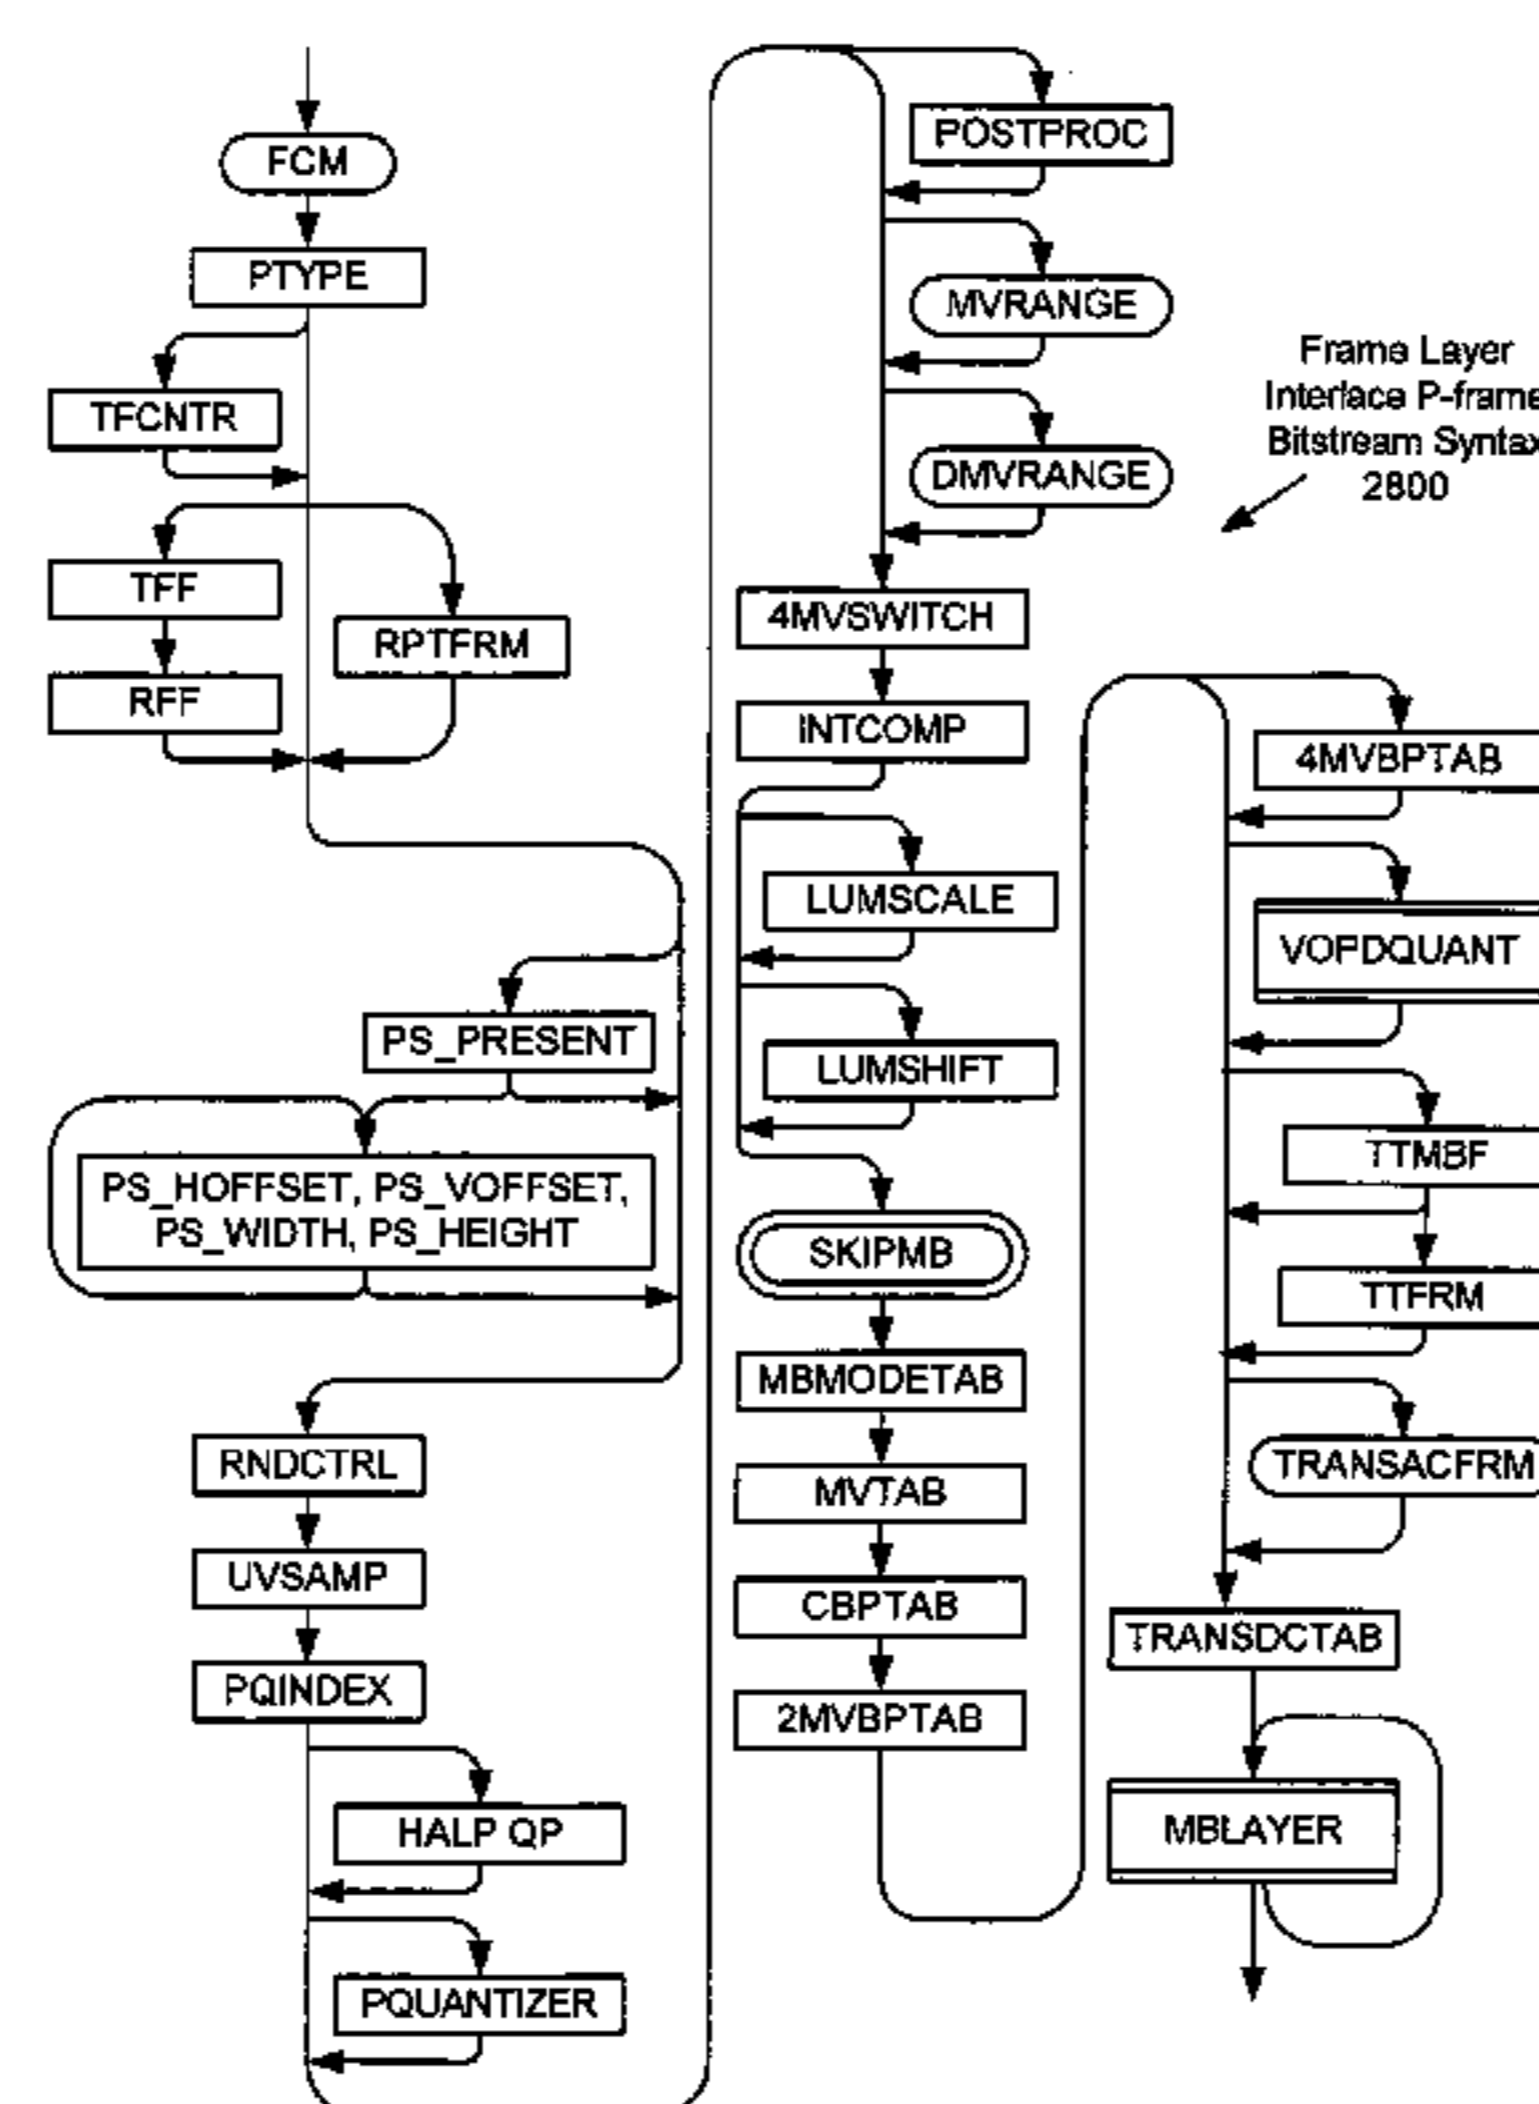 FCM
PTYPE
TFCNTR
TFF
RFF
RPTFRM
PS_PRESENT
PS_HOFFSET, PS_VOFFSET,
PS_WIDTH, PS_HEIGHT
RNDCTRL
UVSAMP
PQINDEX
HALP QP
PQUANTIZER
POSTPROC
MVRANGE
DMVRANGE
4MVSWITCH
INTCOMP
LUMSCALE
LUMSHIFT
SKIPMB
MBMODETAB
MVTAB
CBPTAB
2MVBPTAB
Frame Layer
Interlace P-frame
Bitstream Syntax
2800
4MVBPTAB
VOPDQUANT
TTMBF
TTFRM
TRANSACFRM
TRANSDCTAB
MBLAYER